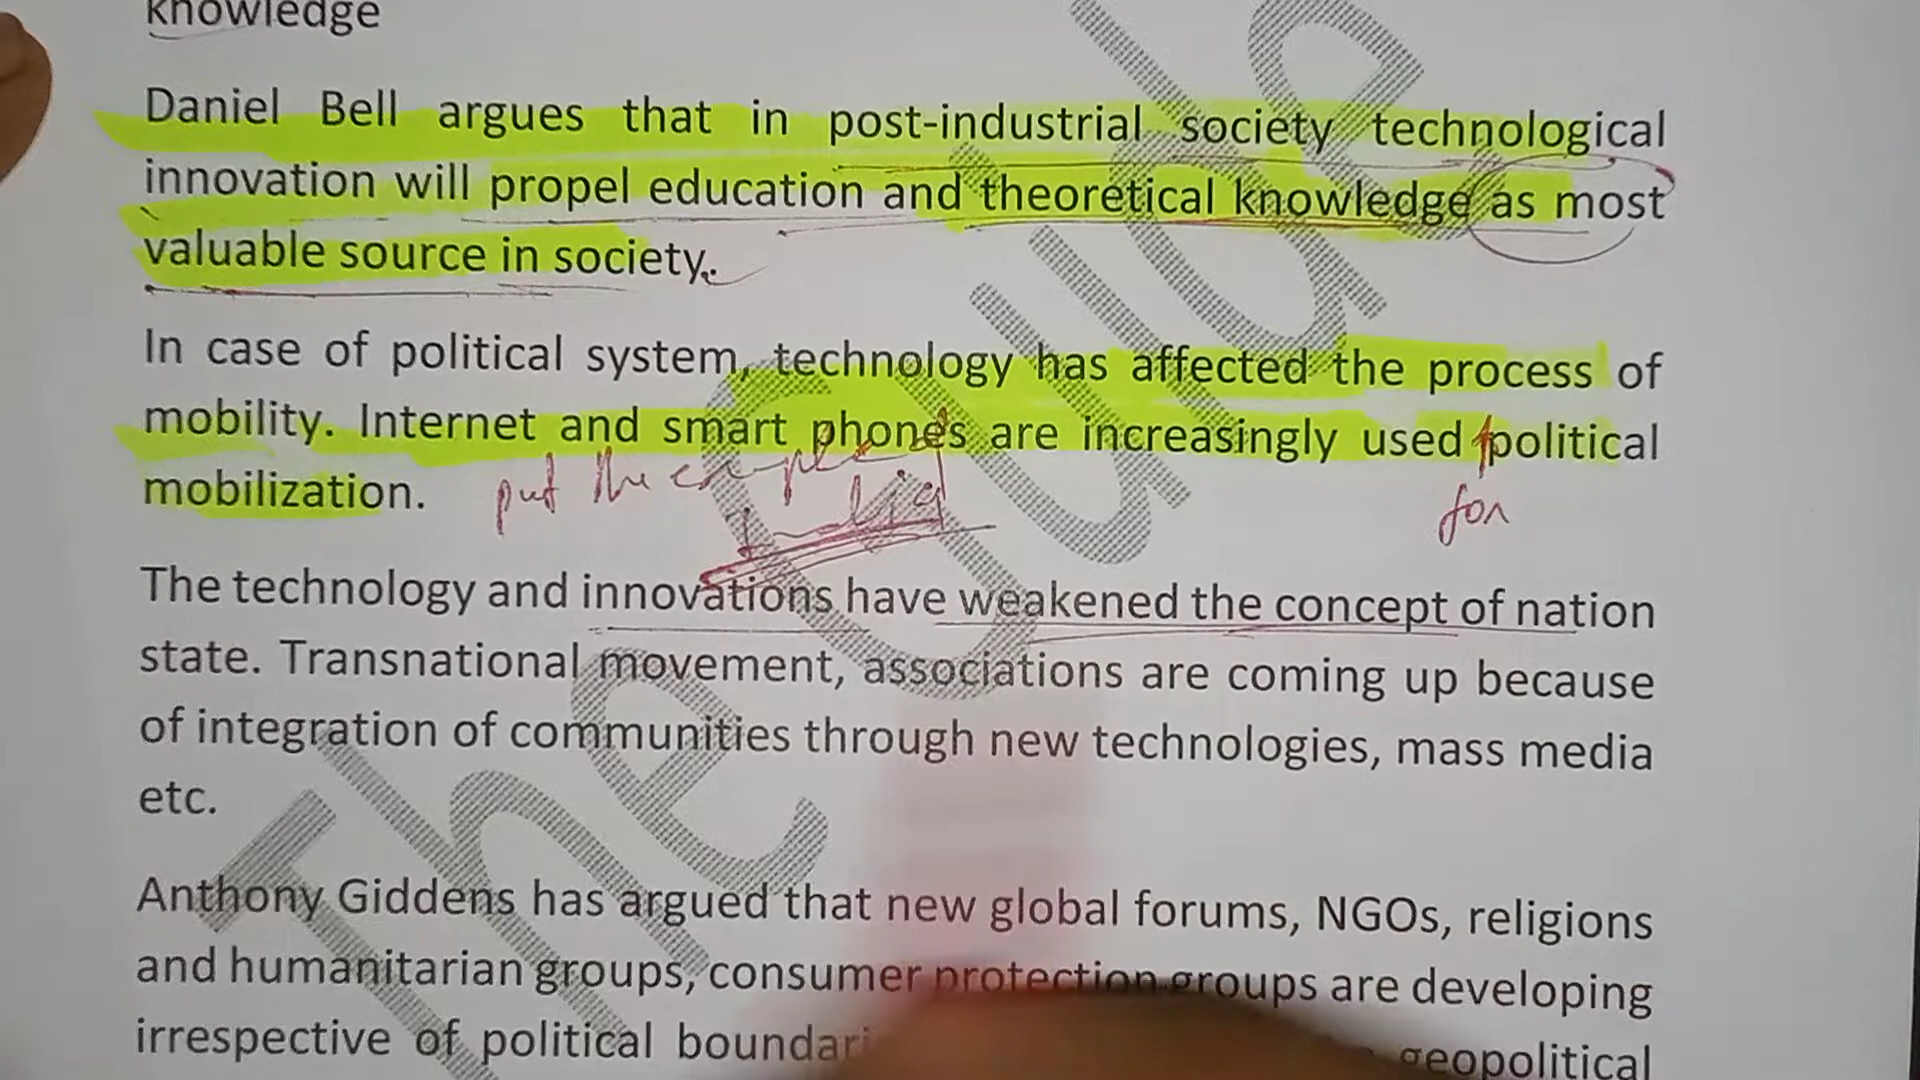 knowledge
Daniel Bell argues that in post-industrial society technological
innovation will propel education and theoretical knowledge as most
valuable source in society.
In case of political system, technology has affected the process of
mobility. Internet and smart phones are increasingly used political
mobilization.
put the example
India
for
The technology and innovations have weakened the concept of nation
state. Transnational movement, associations are coming up because
of integration of communities through new technologies, mass media
etc.
Anthony Giddens has argued that new global forums, NGOs, religions
and humanitarian groups, consumer protection groups are developing
irrespective of political geopolitical
The Guide